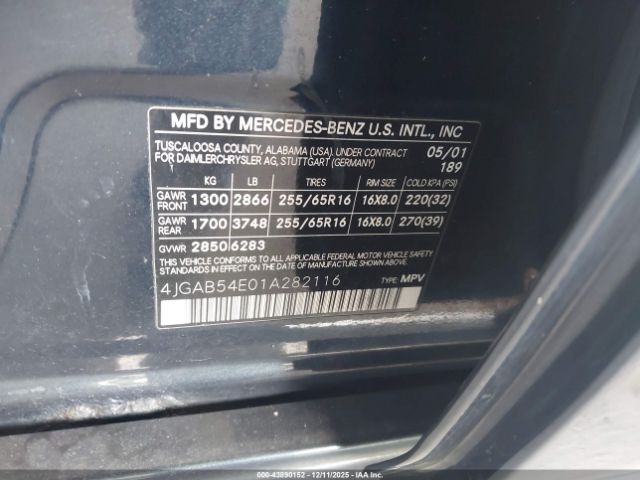 MFD BY MERCEDES-BENZ U.S. INTL., INC
TUSCALOOSA COUNTY, ALABAMA (USA). UNDER CONTRACT 05/01
FOR DAIMLERCHRYSLER AG, STUTTGART (GERMANY) 189
KG LB TIRES RIM SIZE COLD KPA (PSI)
GAWR FRONT 1300 2866 255/65R16 16X8.0 220(32)
GAWR REAR 1700 3748 255/65R16 16X8.0 270(39)
GVWR 2850 6283
THIS VEHICLE CONFORMS TO ALL APPLICABLE FEDERAL MOTOR VEHICLE SAFETY
STANDARDS IN EFFECT ON THE DATE OF MANUFACTURE SHOWN ABOVE.
4JGAB54E01A282116 TYPE: MPV
000-43890152 - 12/11/2025 - IAAI.COM